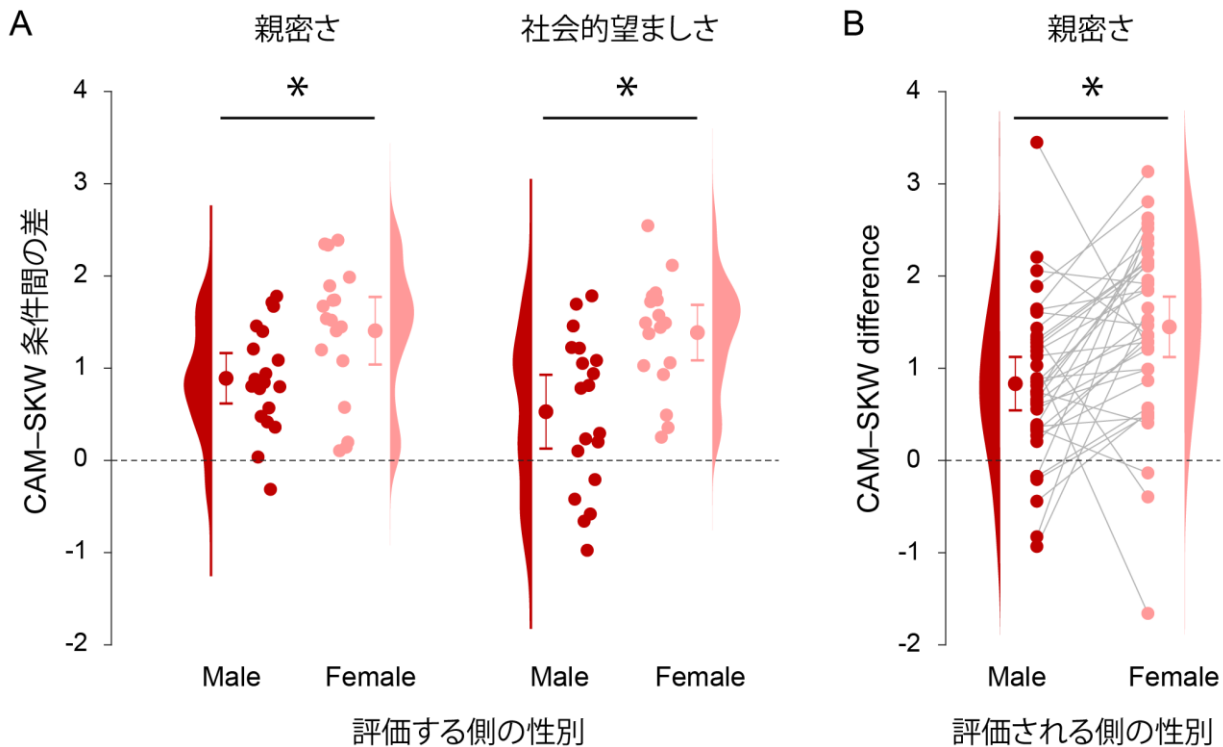 A
親密さ
社会的望ましさ
B
親密さ
*
*
*
CAM–SKW 条件間の差
4
3
2
1
0
-1
-2
Male
Female
Male
Female
評価する側の性別
CAM–SKW difference
4
3
2
1
0
-1
-2
Male
Female
評価される側の性別